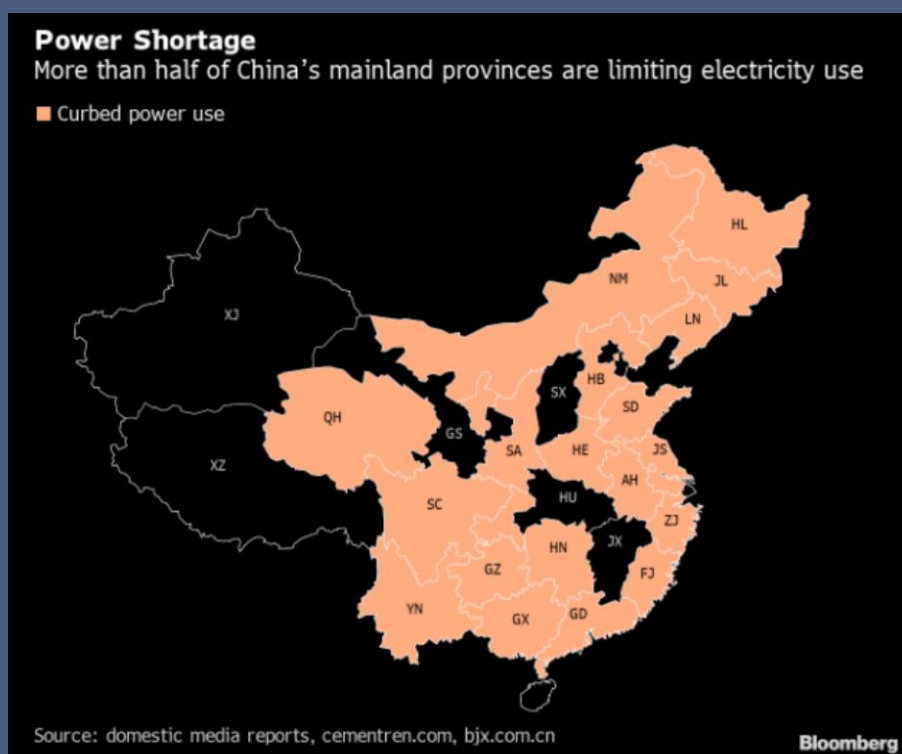 Power Shortage
More than half of China's mainland provinces are limiting electricity use
Curbed power use
HL
NM
JL
XJ
LN
HB
SX
SD
QH
GS
SA
HE
JS
XZ
AH
SC
HU
ZJ
JX
HN
GZ
FJ
YN
GX
GD
Source: domestic media reports, cementren.com, bjx.com.cn
Bloomberg